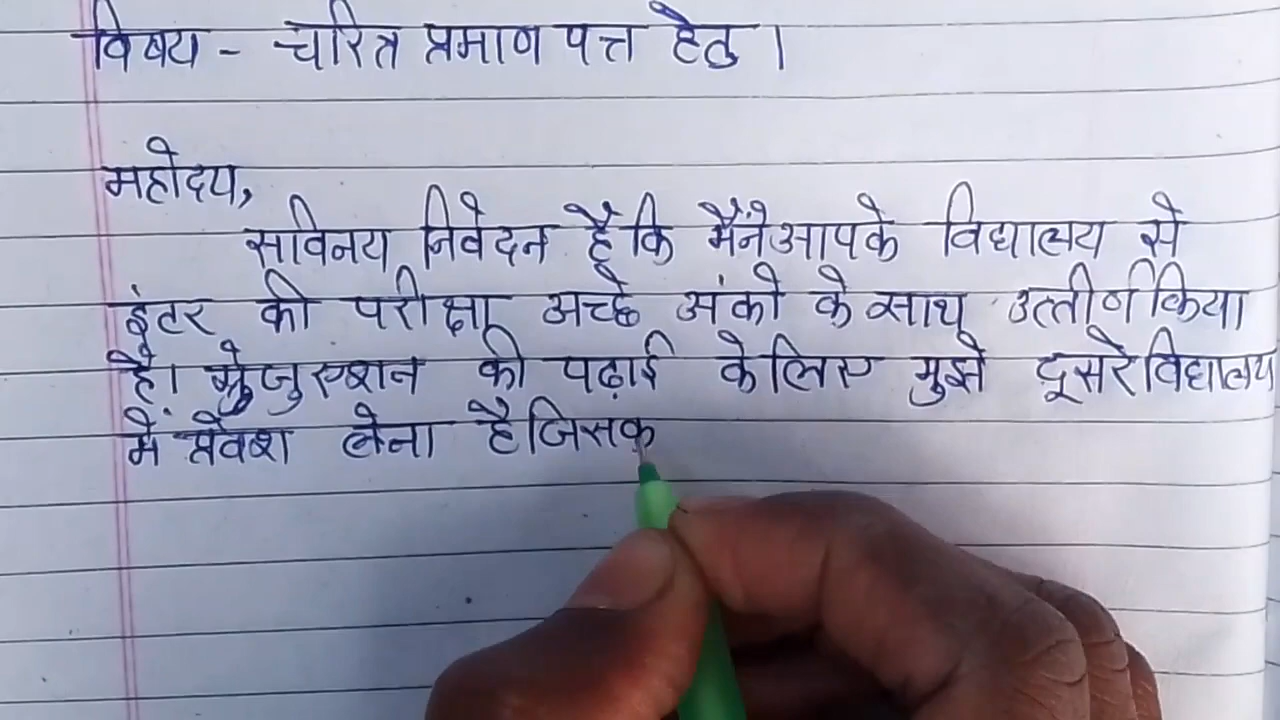 विषय - चरित्र प्रमाण पत्र हेतु ।
महोदय,
सविनय निवेदन है कि मैंने आपके विद्यालय से
इंटर की परीक्षा अच्छे अंको के साथ उत्तीर्ण किया
है। ग्रेजुएशन की पढ़ाई के लिए मुझे दूसरे विद्यालय
में प्रवेश लेना है जिसक